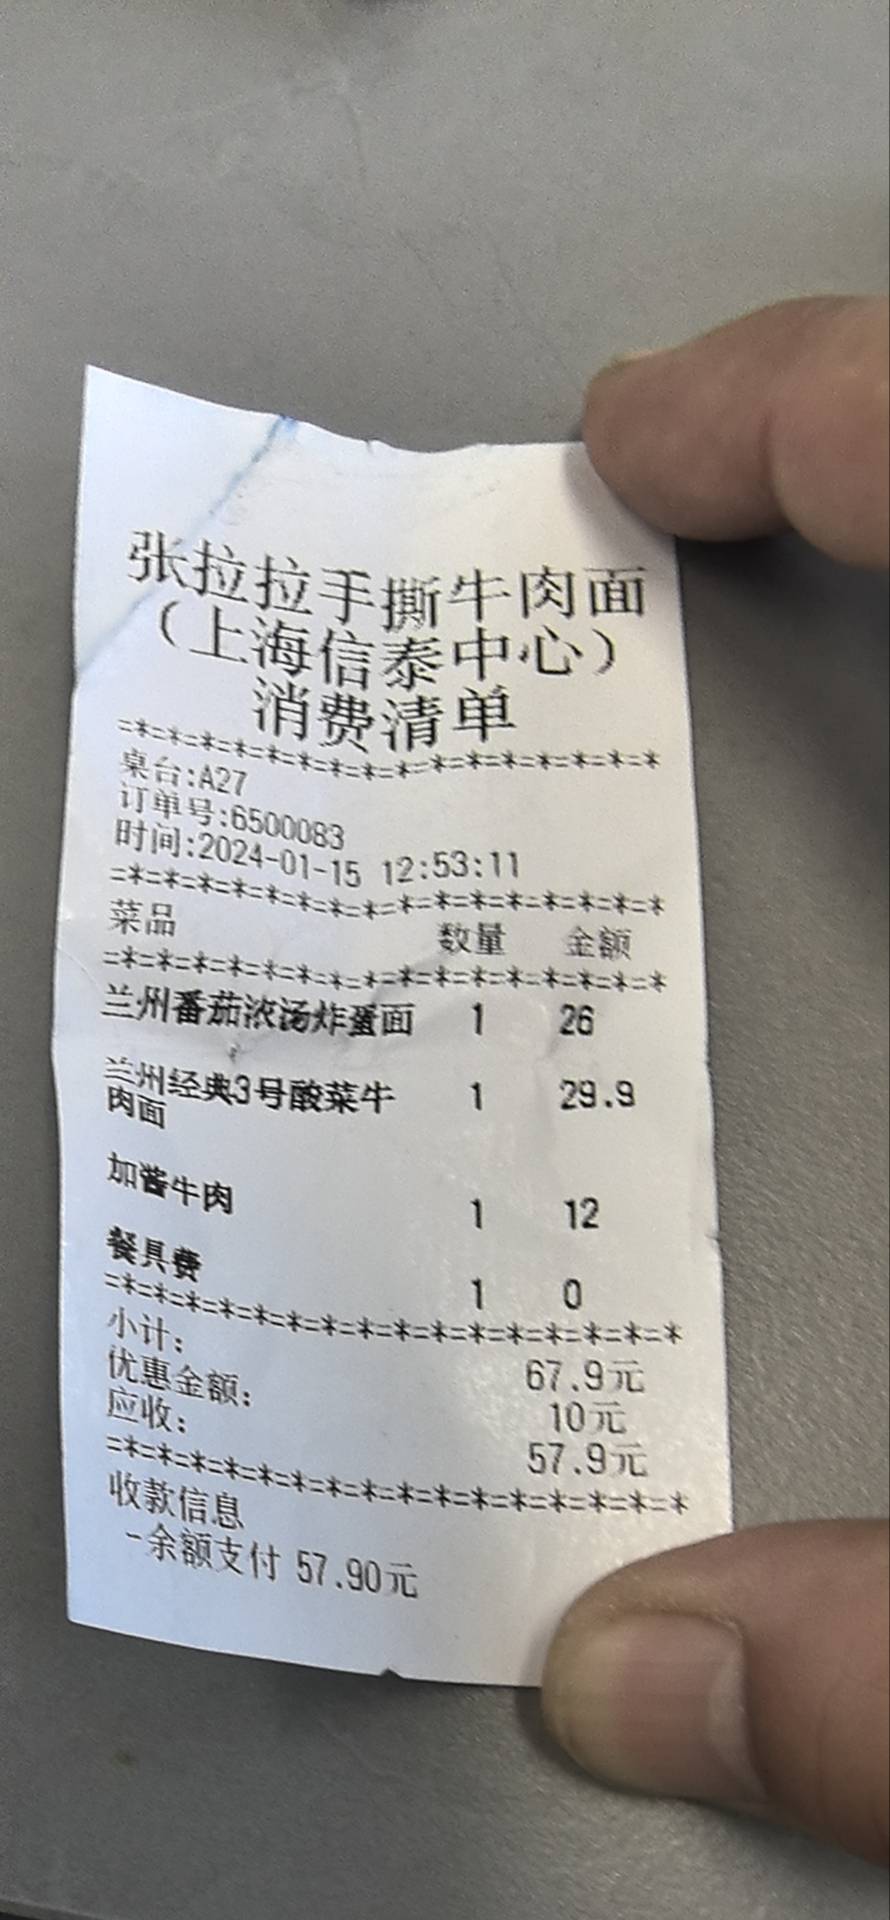 张拉拉手撕牛肉面
（上海信泰中心）
消费清单
=*=*=*=*=*=*=*=*=*=*=*=*=*=*=*=*
桌台:A27
订单号:6500083
时间:2024-01-15 12:53:11
=*=*=*=*=*=*=*=*=*=*=*=*=*=*=*=*
菜品 数量 金额
=*=*=*=*=*=*=*=*=*=*=*=*=*=*=*=*
兰州番茄浓汤炸蛋面 1 26
兰州经典3号酸菜牛 1 29.9
肉面
加酱牛肉 1 12
餐具费 1 0
=*=*=*=*=*=*=*=*=*=*=*=*=*=*=*=*
小计: 67.9元
优惠金额: 10元
应收: 57.9元
=*=*=*=*=*=*=*=*=*=*=*=*=*=*=*=*
收款信息
-余额支付 57.90元